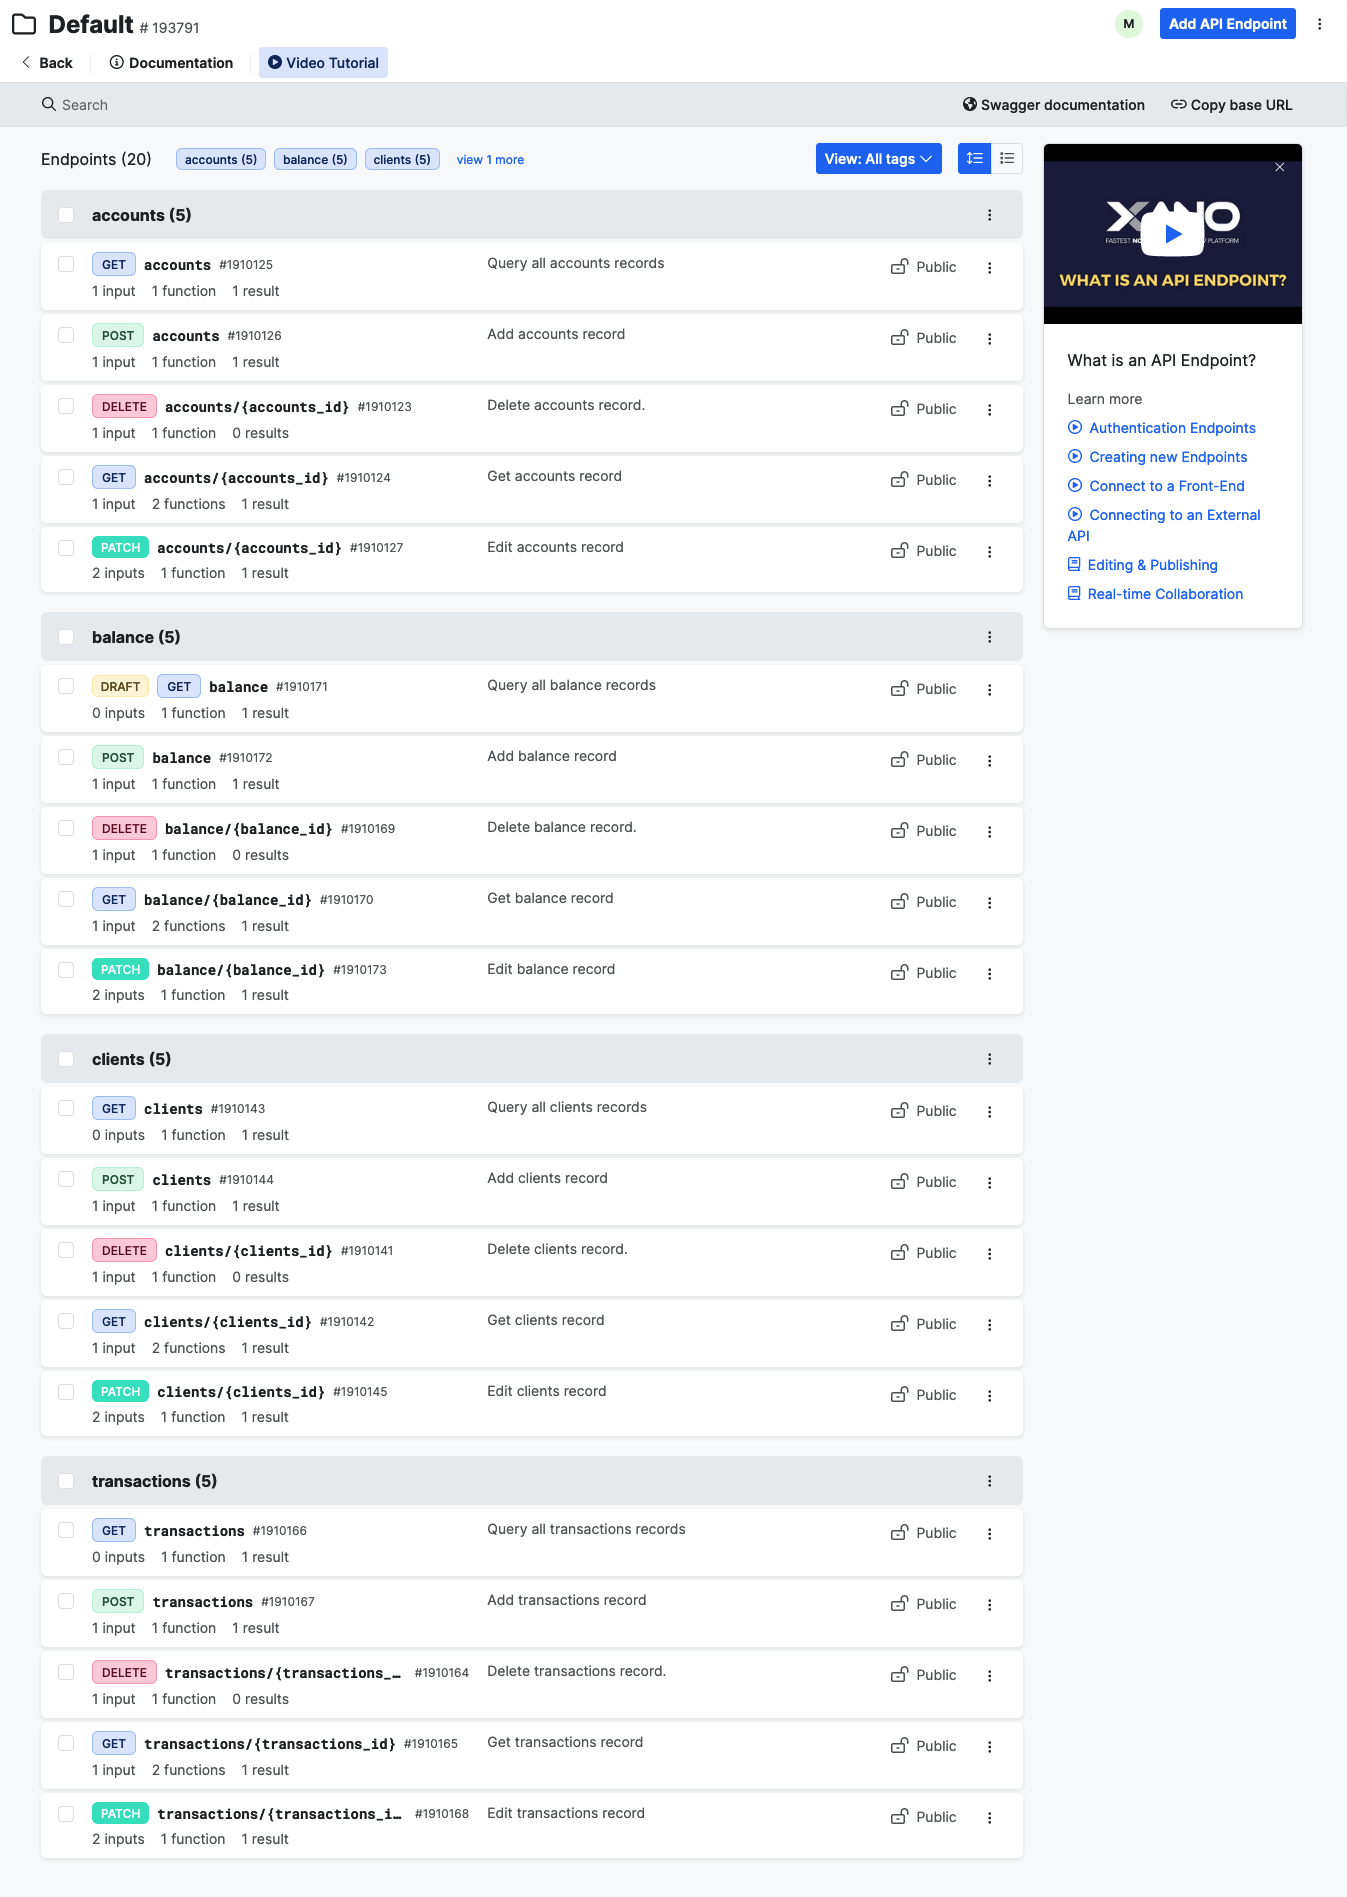 Default # 193791
M
Add API Endpoint
Back
Documentation
Video Tutorial
Search
Swagger documentation
Copy base URL
Endpoints (20)
accounts (5)
balance (5)
clients (5)
view 1 more
View: All tags
accounts (5)
GET accounts #1910125 Query all accounts records Public
1 input 1 function 1 result
POST accounts #1910126 Add accounts record Public
1 input 1 function 1 result
DELETE accounts/{accounts_id} #1910123 Delete accounts record. Public
1 input 1 function 0 results
GET accounts/{accounts_id} #1910124 Get accounts record Public
1 input 2 functions 1 result
PATCH accounts/{accounts_id} #1910127 Edit accounts record Public
2 inputs 1 function 1 result
balance (5)
DRAFT GET balance #1910171 Query all balance records Public
0 inputs 1 function 1 result
POST balance #1910172 Add balance record Public
1 input 1 function 1 result
DELETE balance/{balance_id} #1910169 Delete balance record. Public
1 input 1 function 0 results
GET balance/{balance_id} #1910170 Get balance record Public
1 input 2 functions 1 result
PATCH balance/{balance_id} #1910173 Edit balance record Public
2 inputs 1 function 1 result
clients (5)
GET clients #1910143 Query all clients records Public
0 inputs 1 function 1 result
POST clients #1910144 Add clients record Public
1 input 1 function 1 result
DELETE clients/{clients_id} #1910141 Delete clients record. Public
1 input 1 function 0 results
GET clients/{clients_id} #1910142 Get clients record Public
1 input 2 functions 1 result
PATCH clients/{clients_id} #1910145 Edit clients record Public
2 inputs 1 function 1 result
transactions (5)
GET transactions #1910166 Query all transactions records Public
0 inputs 1 function 1 result
POST transactions #1910167 Add transactions record Public
1 input 1 function 1 result
DELETE transactions/{transactions_… #1910164 Delete transactions record. Public
1 input 1 function 0 results
GET transactions/{transactions_id} #1910165 Get transactions record Public
1 input 2 functions 1 result
PATCH transactions/{transactions_i… #1910168 Edit transactions record Public
2 inputs 1 function 1 result
XANO
FASTEST PLATFORM
WHAT IS AN API ENDPOINT?
What is an API Endpoint?
Learn more
Authentication Endpoints
Creating new Endpoints
Connect to a Front-End
Connecting to an External
API
Editing & Publishing
Real-time Collaboration